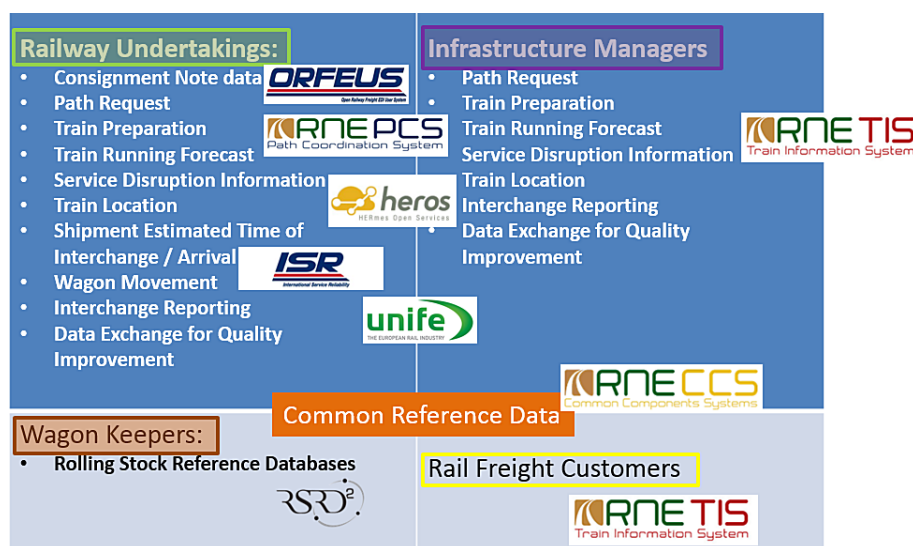 Railway Undertakings:
• Consignment Note data
• Path Request
• Train Preparation
• Train Running Forecast
• Service Disruption Information
• Train Location
• Shipment Estimated Time of
Interchange / Arrival
• Wagon Movement
• Interchange Reporting
• Data Exchange for Quality
Improvement
ORFEUS
Open Railway Freight EDI User System
RNE PCS
Path Coordination System
heros
HERmes Open Services
ISR
International Service Reliability
unife
THE EUROPEAN RAIL INDUSTRY
Infrastructure Managers
• Path Request
• Train Preparation
Train Running Forecast
Service Disruption Information
Train Location
Interchange Reporting
• Data Exchange for Quality
Improvement
RNE TIS
Train Information System
RNE CCS
Common Components Systems
Common Reference Data
Wagon Keepers:
• Rolling Stock Reference Databases
RSRD²
Rail Freight Customers
RNE TIS
Train Information System